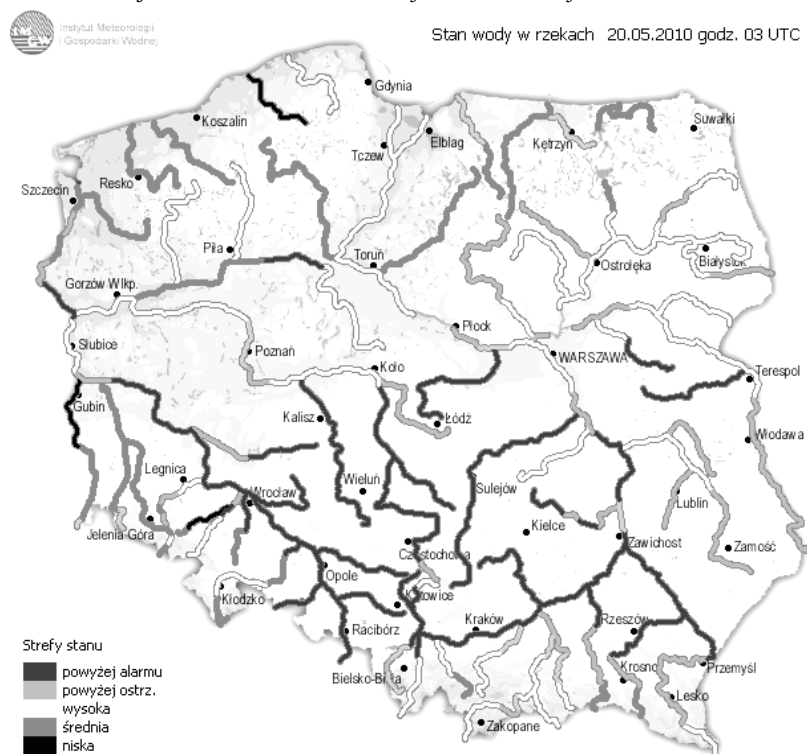 Instytut Meteorologii
i Gospodarki Wodnej
Stan wody w rzekach 20.05.2010 godz. 03 UTC
Gdynia
Koszalin
Suwałki
Elbląg
Kętrzyn
Tczew
Resko
Szczecin
Piła
Toruń
Ostrołęka
Białystok
Gorzów Wlkp.
Płock
Słubice
Poznań
WARSZAWA
Koło
Terespol
Gubin
Kalisz
Łódź
Włodawa
Legnica
Wieluń
Sulejów
Wrocław
Lublin
Jelenia Góra
Kielce
Zawichost
Częstochowa
Zamość
Opole
Kłodzko
Katowice
Racibórz
Kraków
Rzeszów
Strefy stanu
Bielsko-Biała
Krosno
Przemyśl
powyżej alarmu
powyżej ostrz.
Lesko
wysoka
Zakopane
średnia
niska